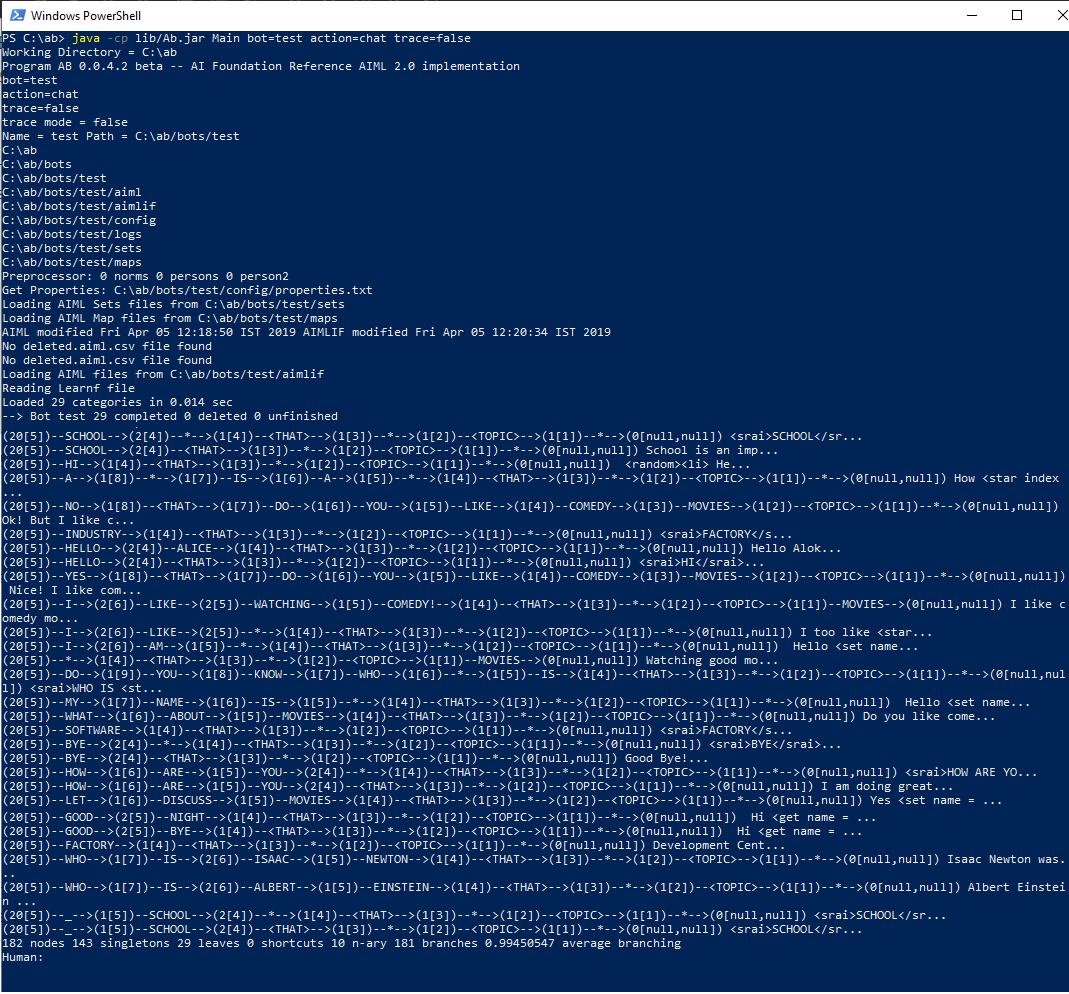 Windows PowerShell
PS C:\ab> java -cp lib/Ab.jar Main bot=test action=chat trace=false
Working Directory = C:\ab
Program AB 0.0.4.2 beta -- AI Foundation Reference AIML 2.0 implementation
bot=test
action=chat
trace=false
trace mode = false
Name = test Path = C:\ab/bots/test
C:\ab
C:\ab/bots
C:\ab/bots/test
C:\ab/bots/test/aiml
C:\ab/bots/test/aimlif
C:\ab/bots/test/config
C:\ab/bots/test/logs
C:\ab/bots/test/sets
C:\ab/bots/test/maps
Preprocessor: 0 norms 0 persons 0 person2
Get Properties: C:\ab/bots/test/config/properties.txt
Loading AIML Sets files from C:\ab/bots/test/sets
Loading AIML Map files from C:\ab/bots/test/maps
AIML modified Fri Apr 05 12:18:50 IST 2019 AIMLIF modified Fri Apr 05 12:20:34 IST 2019
No deleted.aiml.csv file found
No deleted.aiml.csv file found
Loading AIML files from C:\ab/bots/test/aimlif
Reading Learnf file
Loaded 29 categories in 0.014 sec
--> Bot test 29 completed 0 deleted 0 unfinished
(20[5])--SCHOOL-->(2[4])--*-->(1[4])--<THAT>-->(1[3])--*-->(1[2])--<TOPIC>-->(1[1])--*-->(0[null,null]) <srai>SCHOOL</sr...
(20[5])--SCHOOL-->(2[4])--<THAT>-->(1[3])--*-->(1[2])--<TOPIC>-->(1[1])--*-->(0[null,null]) School is an imp...
(20[5])--HI-->(1[4])--<THAT>-->(1[3])--*-->(1[2])--<TOPIC>-->(1[1])--*-->(0[null,null])  <random><li> He...
(20[5])--A-->(1[8])--*-->(1[7])--IS-->(1[6])--A-->(1[5])--*-->(1[4])--<THAT>-->(1[3])--*-->(1[2])--<TOPIC>-->(1[1])--*-->(0[null,null]) How <star index
...
(20[5])--NO-->(1[8])--<THAT>-->(1[7])--DO-->(1[6])--YOU-->(1[5])--LIKE-->(1[4])--COMEDY-->(1[3])--MOVIES-->(1[2])--<TOPIC>-->(1[1])--*-->(0[null,null])
Ok! But I like c...
(20[5])--INDUSTRY-->(1[4])--<THAT>-->(1[3])--*-->(1[2])--<TOPIC>-->(1[1])--*-->(0[null,null]) <srai>FACTORY</s...
(20[5])--HELLO-->(2[4])--ALICE-->(1[4])--<THAT>-->(1[3])--*-->(1[2])--<TOPIC>-->(1[1])--*-->(0[null,null]) Hello Alok...
(20[5])--HELLO-->(2[4])--<THAT>-->(1[3])--*-->(1[2])--<TOPIC>-->(1[1])--*-->(0[null,null]) <srai>HI</srai>...
(20[5])--YES-->(1[8])--<THAT>-->(1[7])--DO-->(1[6])--YOU-->(1[5])--LIKE-->(1[4])--COMEDY-->(1[3])--MOVIES-->(1[2])--<TOPIC>-->(1[1])--*-->(0[null,null])
 Nice! I like com...
(20[5])--I-->(2[6])--LIKE-->(2[5])--WATCHING-->(1[5])--COMEDY!-->(1[4])--<THAT>-->(1[3])--*-->(1[2])--<TOPIC>-->(1[1])--MOVIES-->(0[null,null]) I like c
omedy mo...
(20[5])--I-->(2[6])--LIKE-->(2[5])--*-->(1[4])--<THAT>-->(1[3])--*-->(1[2])--<TOPIC>-->(1[1])--*-->(0[null,null]) I too like <star...
(20[5])--I-->(2[6])--AM-->(1[5])--*-->(1[4])--<THAT>-->(1[3])--*-->(1[2])--<TOPIC>-->(1[1])--*-->(0[null,null])  Hello <set name...
(20[5])--*-->(1[4])--<THAT>-->(1[3])--*-->(1[2])--<TOPIC>-->(1[1])--MOVIES-->(0[null,null]) Watching good mo...
(20[5])--DO-->(1[9])--YOU-->(1[8])--KNOW-->(1[7])--WHO-->(1[6])--*-->(1[5])--IS-->(1[4])--<THAT>-->(1[3])--*-->(1[2])--<TOPIC>-->(1[1])--*-->(0[null,nul
l]) <srai>WHO IS <st...
(20[5])--MY-->(1[7])--NAME-->(1[6])--IS-->(1[5])--*-->(1[4])--<THAT>-->(1[3])--*-->(1[2])--<TOPIC>-->(1[1])--*-->(0[null,null])  Hello <set name...
(20[5])--WHAT-->(1[6])--ABOUT-->(1[5])--MOVIES-->(1[4])--<THAT>-->(1[3])--*-->(1[2])--<TOPIC>-->(1[1])--*-->(0[null,null]) Do you like come...
(20[5])--SOFTWARE-->(1[4])--<THAT>-->(1[3])--*-->(1[2])--<TOPIC>-->(1[1])--*-->(0[null,null]) <srai>FACTORY</s...
(20[5])--BYE-->(2[4])--*-->(1[4])--<THAT>-->(1[3])--*-->(1[2])--<TOPIC>-->(1[1])--*-->(0[null,null]) <srai>BYE</srai>...
(20[5])--BYE-->(2[4])--<THAT>-->(1[3])--*-->(1[2])--<TOPIC>-->(1[1])--*-->(0[null,null]) Good Bye!...
(20[5])--HOW-->(1[6])--ARE-->(1[5])--YOU-->(2[4])--*-->(1[4])--<THAT>-->(1[3])--*-->(1[2])--<TOPIC>-->(1[1])--*-->(0[null,null]) <srai>HOW ARE YO...
(20[5])--HOW-->(1[6])--ARE-->(1[5])--YOU-->(2[4])--<THAT>-->(1[3])--*-->(1[2])--<TOPIC>-->(1[1])--*-->(0[null,null]) I am doing great...
(20[5])--LET-->(1[6])--DISCUSS-->(1[5])--MOVIES-->(1[4])--<THAT>-->(1[3])--*-->(1[2])--<TOPIC>-->(1[1])--*-->(0[null,null]) Yes <set name = ...
(20[5])--GOOD-->(2[5])--NIGHT-->(1[4])--<THAT>-->(1[3])--*-->(1[2])--<TOPIC>-->(1[1])--*-->(0[null,null])  Hi <get name = ...
(20[5])--GOOD-->(2[5])--BYE-->(1[4])--<THAT>-->(1[3])--*-->(1[2])--<TOPIC>-->(1[1])--*-->(0[null,null])  Hi <get name = ...
(20[5])--FACTORY-->(1[4])--<THAT>-->(1[3])--*-->(1[2])--<TOPIC>-->(1[1])--*-->(0[null,null]) Development Cent...
(20[5])--WHO-->(1[7])--IS-->(2[6])--ISAAC-->(1[5])--NEWTON-->(1[4])--<THAT>-->(1[3])--*-->(1[2])--<TOPIC>-->(1[1])--*-->(0[null,null]) Isaac Newton was.
..
(20[5])--WHO-->(1[7])--IS-->(2[6])--ALBERT-->(1[5])--EINSTEIN-->(1[4])--<THAT>-->(1[3])--*-->(1[2])--<TOPIC>-->(1[1])--*-->(0[null,null]) Albert Einstei
n ...
(20[5])--_-->(1[5])--SCHOOL-->(2[4])--*-->(1[4])--<THAT>-->(1[3])--*-->(1[2])--<TOPIC>-->(1[1])--*-->(0[null,null]) <srai>SCHOOL</sr...
(20[5])--_-->(1[5])--SCHOOL-->(2[4])--<THAT>-->(1[3])--*-->(1[2])--<TOPIC>-->(1[1])--*-->(0[null,null]) <srai>SCHOOL</sr...
182 nodes 143 singletons 29 leaves 0 shortcuts 10 n-ary 181 branches 0.99450547 average branching
Human: